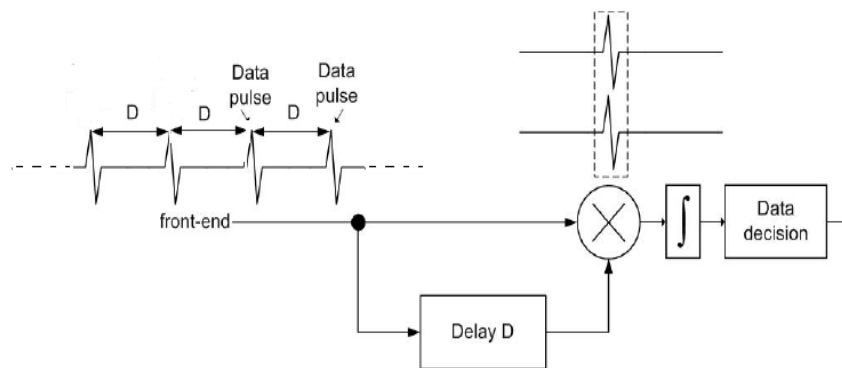 Data
pulse
Data
pulse
D
D
D
front-end
∫
Data
decision
Delay D